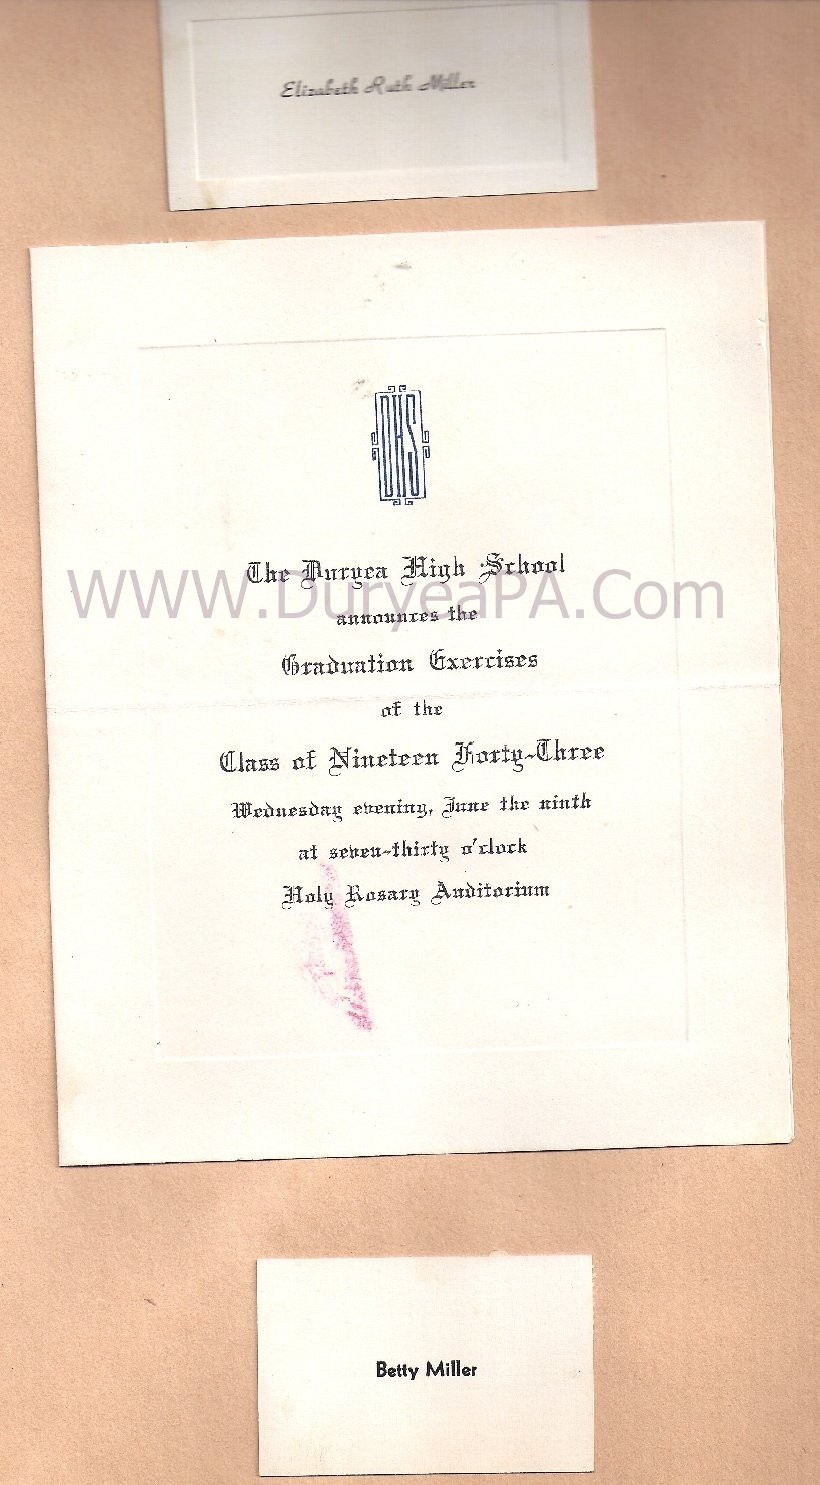 Elizabeth Ruth Miller
DHS
The Duryea High School
WWW.DuryeaPA.Com
announces the
Graduation Exercises
of the
Class of Nineteen Forty-Three
Wednesday evening, June the ninth
at seven-thirty o'clock
Holy Rosary Auditorium
Betty Miller